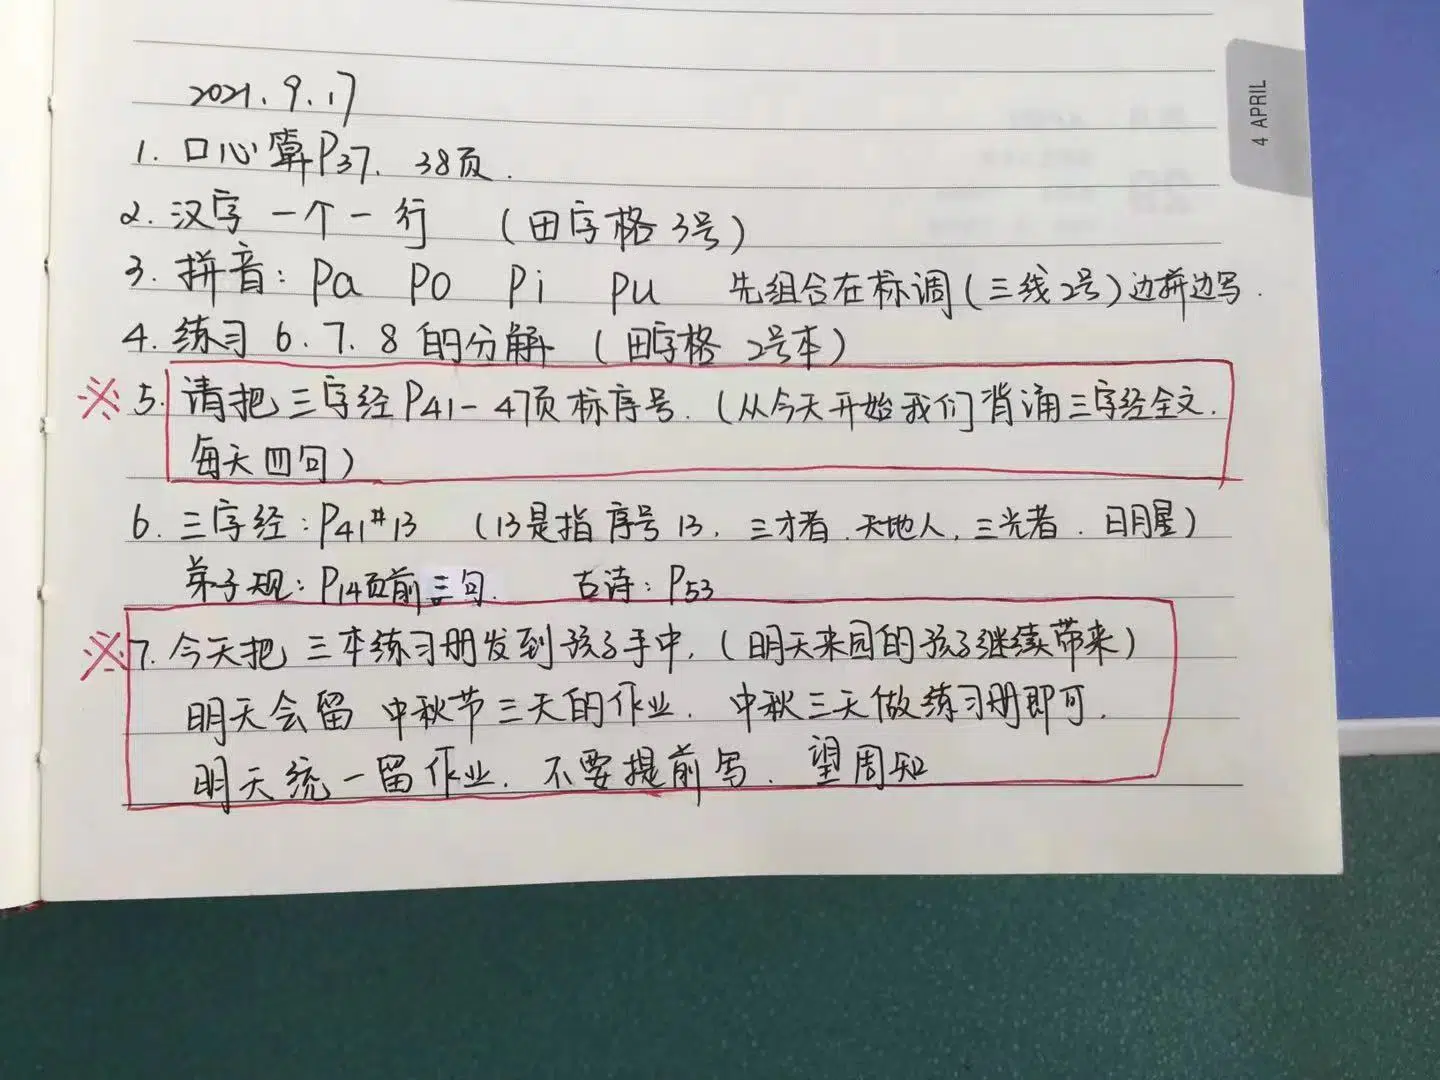 2021.9.17
1. 口心算P37. 38页.
2. 汉字 一个一行 (田字格3号)
3. 拼音: pa po pi pu 先组合在标调(三线2号)边拼边写.
4. 练习 6.7.8 的分解 (田字格 2号本)
※ 5. 请把三字经P41-47页标序号.(从今天开始我们背诵三字经全文.
每天四句)
6. 三字经:P41#13 (13是指序号13. 三才者.天地人.三光者.日月星)
弟子规:P14页前三句. 古诗:P53
※ 7. 今天把三本练习册发到孩子手中.(明天来园的孩子继续带来)
明天会留 中秋节三天的作业. 中秋三天做练习册即可.
明天统一留作业. 不要提前写. 望周知
4 APRIL